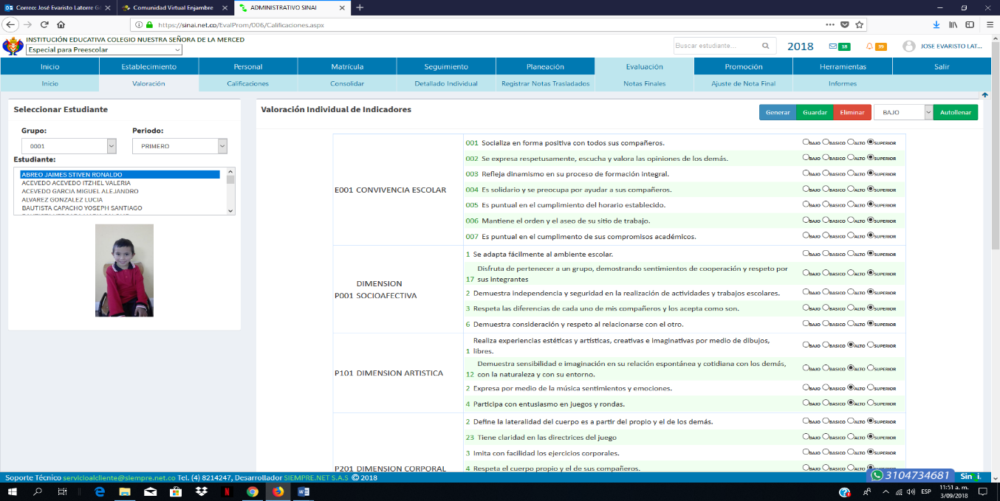 Correo: José Evaristo Latorre Gó
Comunidad Virtual Enjambre
ADMINISTRATIVO SINAI
https://sinai.net.co/EvalProm/006/Calificaciones.aspx
INSTITUCIÓN EDUCATIVA COLEGIO NUESTRA SEÑORA DE LA MERCED
Especial para Preescolar
Buscar estudiante...
2018
18
39
JOSE EVARISTO LAT...
Inicio Establecimiento Personal Matrícula Seguimiento Planeación Evaluación Promoción Herramientas Salir
Inicio Valoración Calificaciones Consolidar Detallado Individual Registrar Notas Trasladados Notas Finales Ajuste de Nota Final Informes
Seleccionar Estudiante
Grupo: Periodo:
0001 PRIMERO
Estudiante:
ABREO JAIMES STIVEN RONALDO
ACEVEDO ACEVEDO ITZHEL VALERIA
ACEVEDO GARCIA MIGUEL ALEJANDRO
ALVAREZ GONZALEZ LUCIA
BAUTISTA CAPACHO YOSEPH SANTIAGO
Valoración Individual de Indicadores
Generar Guardar Eliminar BAJO Autollenar
E001 CONVIVENCIA ESCOLAR
001 Socializa en forma positiva con todos sus compañeros. BAJO BASICO ALTO SUPERIOR
002 Se expresa respetusamente, escucha y valora las opiniones de los demás. BAJO BASICO ALTO SUPERIOR
003 Refleja dinamismo en su proceso de formación integral. BAJO BASICO ALTO SUPERIOR
004 Es solidario y se preocupa por ayudar a sus compañeros. BAJO BASICO ALTO SUPERIOR
005 Es puntual en el cumplimiento del horario establecido. BAJO BASICO ALTO SUPERIOR
006 Mantiene el orden y el aseo de su sitio de trabajo. BAJO BASICO ALTO SUPERIOR
007 Es puntual en el cumplimento de sus compromisos académicos. BAJO BASICO ALTO SUPERIOR
DIMENSION
P001 SOCIOAFECTIVA
1 Se adapta fácilmente al ambiente escolar. BAJO BASICO ALTO SUPERIOR
Disfruta de pertenecer a un grupo, demostrando sentimientos de cooperación y respeto por
17 sus integrantes BAJO BASICO ALTO SUPERIOR
2 Demuestra independencia y seguridad en la realización de actividades y trabajos escolares. BAJO BASICO ALTO SUPERIOR
3 Respeta las diferencias de cada uno de mis compañeros y los acepta como son. BAJO BASICO ALTO SUPERIOR
6 Demuestra consideración y respeto al relacionarse con el otro. BAJO BASICO ALTO SUPERIOR
P101 DIMENSION ARTISTICA
Realiza experiencias estéticas y artísticas, creativas e imaginativas por medio de dibujos,
1 libres. BAJO BASICO ALTO SUPERIOR
Demuestra sensibilidad e imaginación en su relación espontánea y cotidiana con los demás,
12 con la naturaleza y con su entorno. BAJO BASICO ALTO SUPERIOR
2 Expresa por medio de la música sentimientos y emociones. BAJO BASICO ALTO SUPERIOR
4 Participa con entusiasmo en juegos y rondas. BAJO BASICO ALTO SUPERIOR
P201 DIMENSION CORPORAL
2 Define la lateralidad del cuerpo es a partir del propio y el de los demás. BAJO BASICO ALTO SUPERIOR
23 Tiene claridad en las directrices del juego BAJO BASICO ALTO SUPERIOR
3 Imita con facilidad los ejercicios corporales. BAJO BASICO ALTO SUPERIOR
4 Respeta el cuerpo propio y el de sus compañeros. BAJO BASICO ALTO SUPERIOR
Soporte Técnico servicioalcliente@siempre.net.co Tel. (4) 8214247, Desarrollador SIEMPRE.NET S.A.S © 2018
3104734681
ESP
11:51 a. m.
3/09/2018